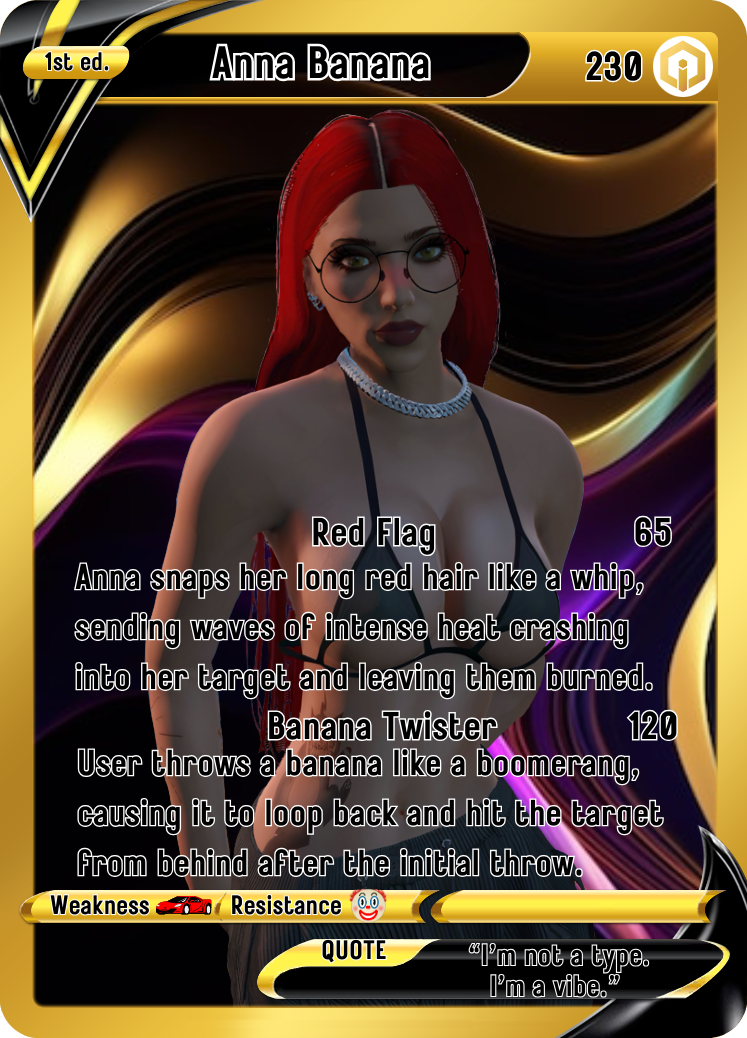 1st ed.
Anna Banana
230
Red Flag 65
Anna snaps her long red hair like a whip,
sending waves of intense heat crashing
into her target and leaving them burned.
Banana Twister 120
User throws a banana like a boomerang,
causing it to loop back and hit the target
from behind after the initial throw.
Weakness Resistance
QUOTE
“I’m not a type.
I’m a vibe.”